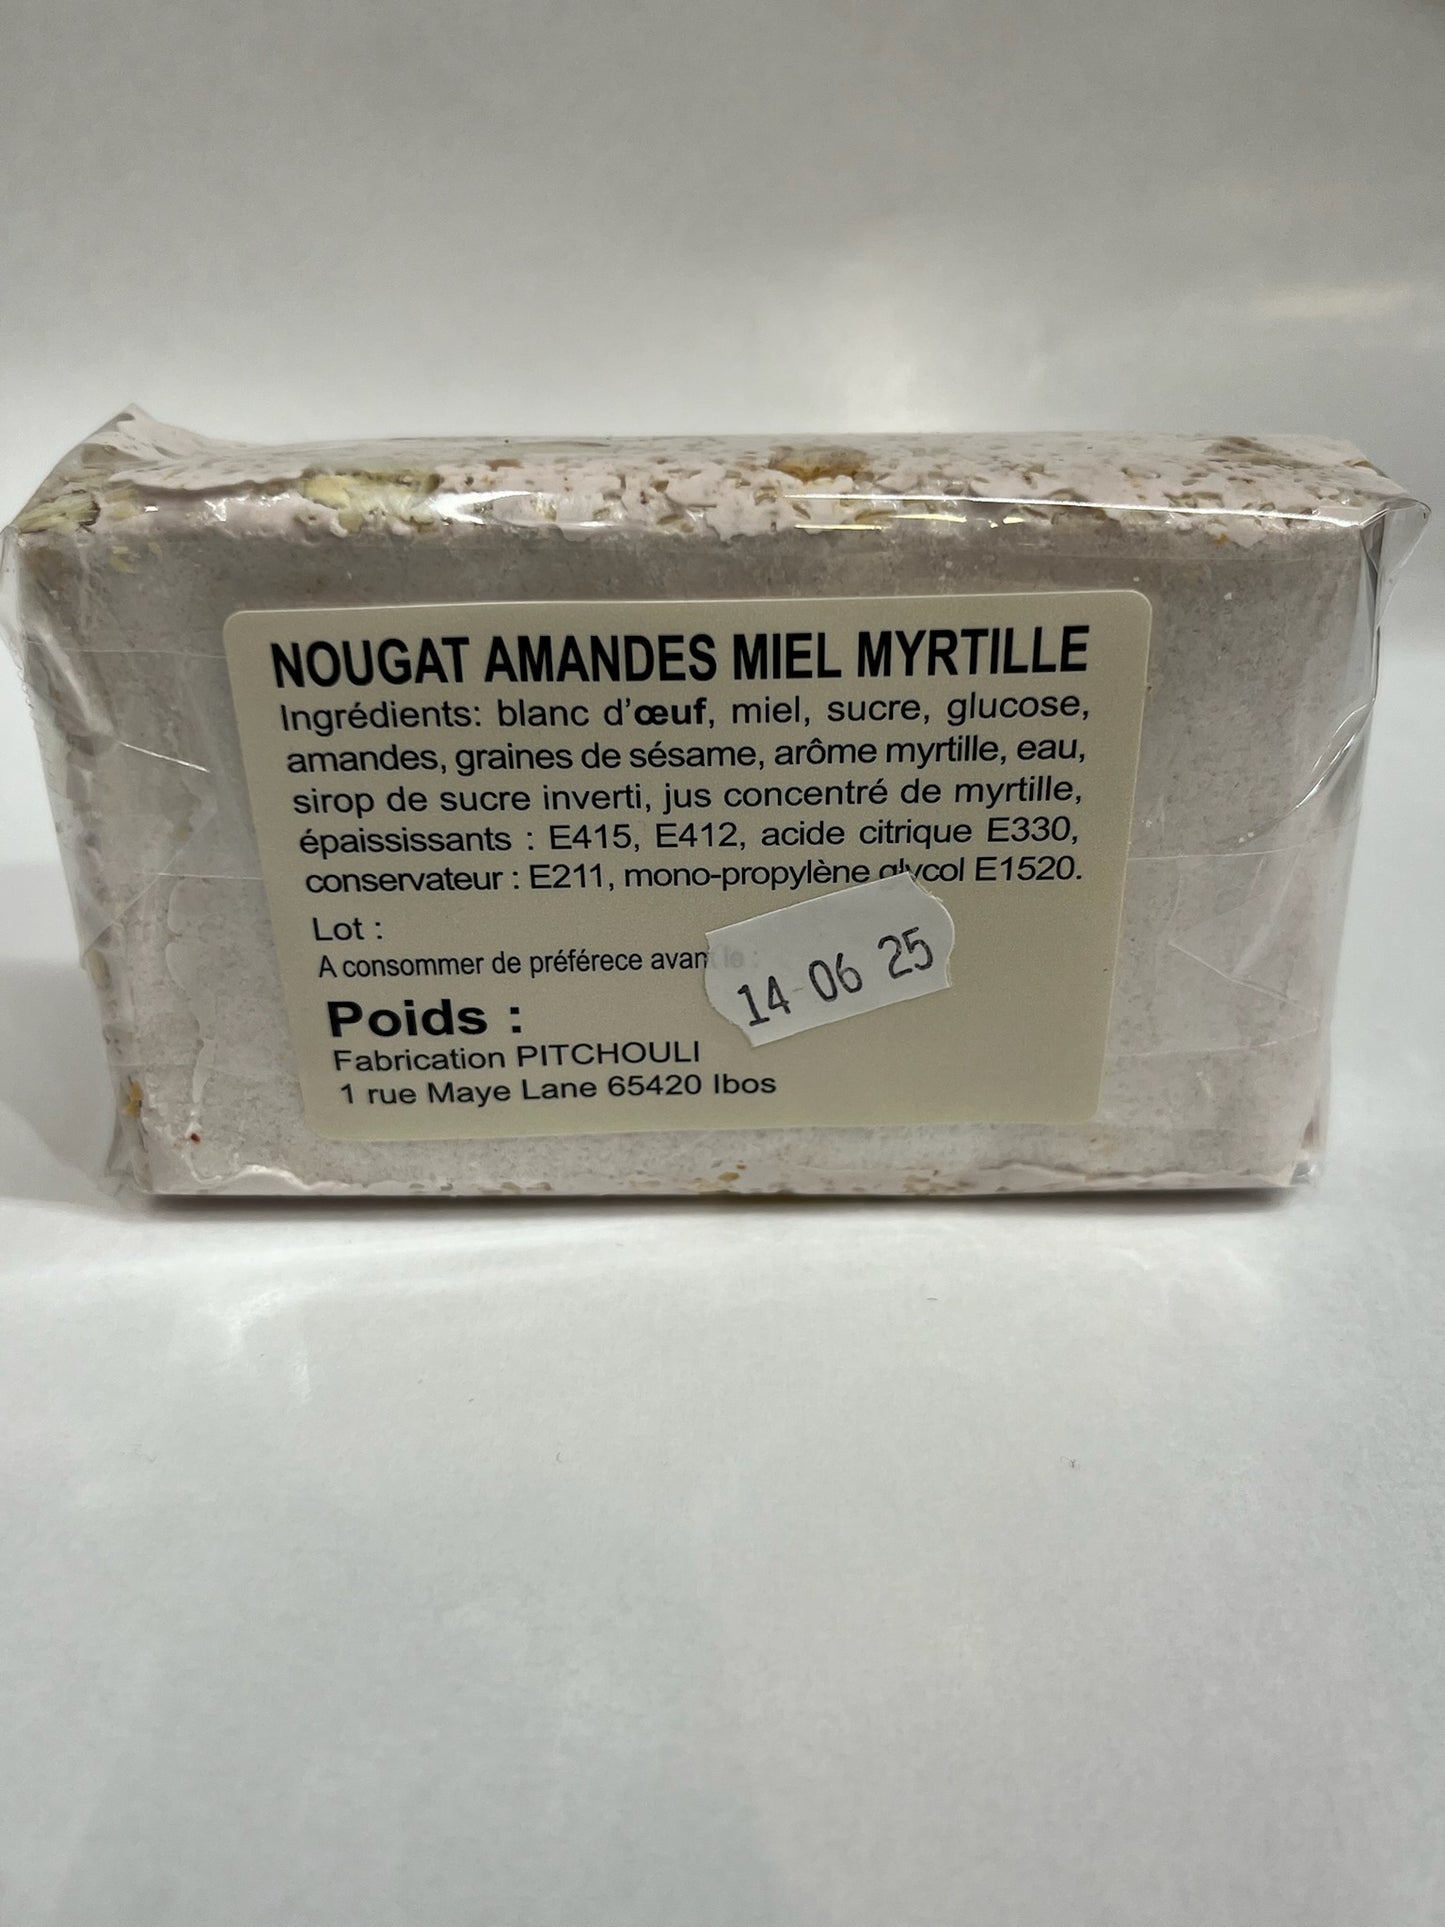 NOUGAT AMANDES MIEL MYRTILLE
Ingrédients: blanc d'œuf, miel, sucre, glucose,
amandes, graines de sésame, arôme myrtille, eau,
sirop de sucre inverti, jus concentré de myrtille,
épaississants : E415, E412, acide citrique E330,
conservateur : E211, mono-propylène glycol E1520.
Lot :
A consommer de préférece avant le :
14 06 25
Poids :
Fabrication PITCHOULI
1 rue Maye Lane 65420 Ibos